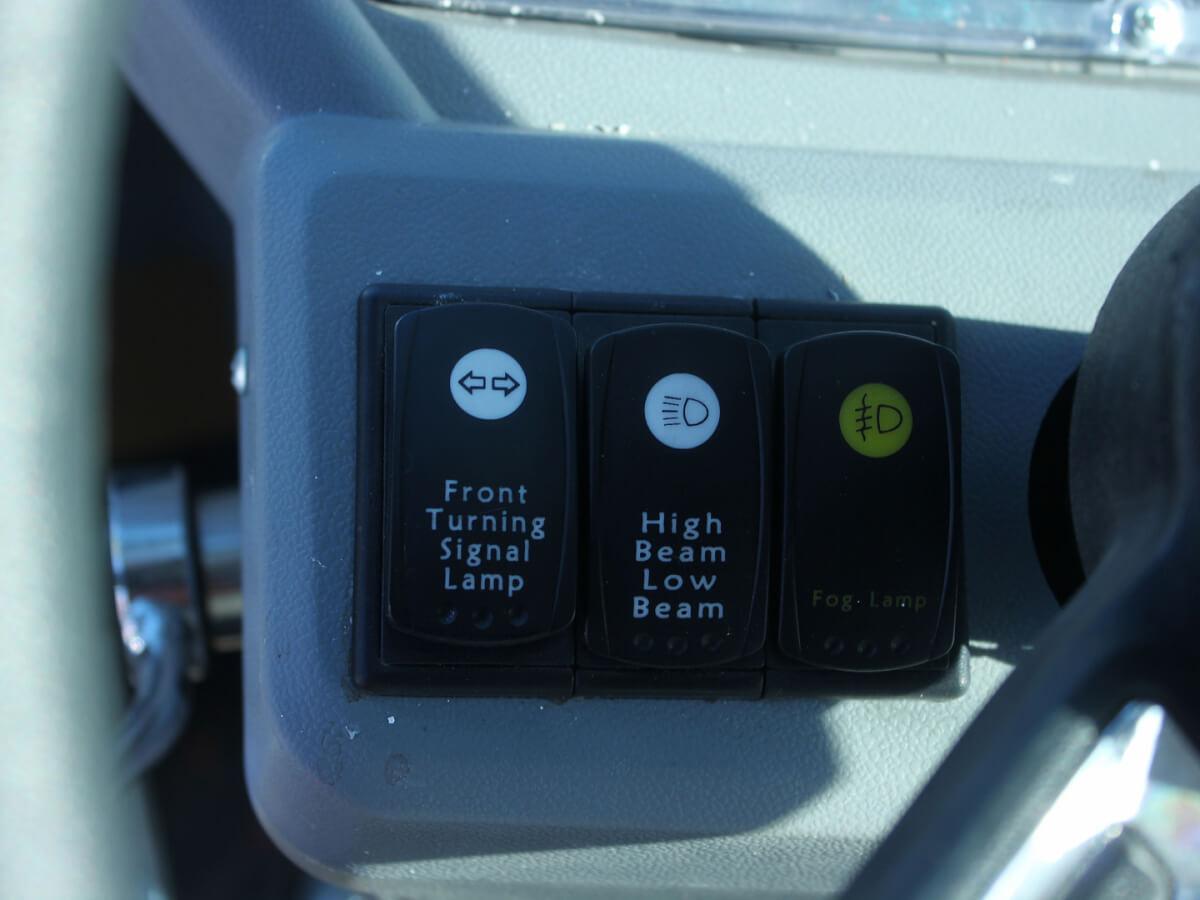 Front
Turning
Signal
Lamp
High
Beam
Low
Beam
Fog Lamp